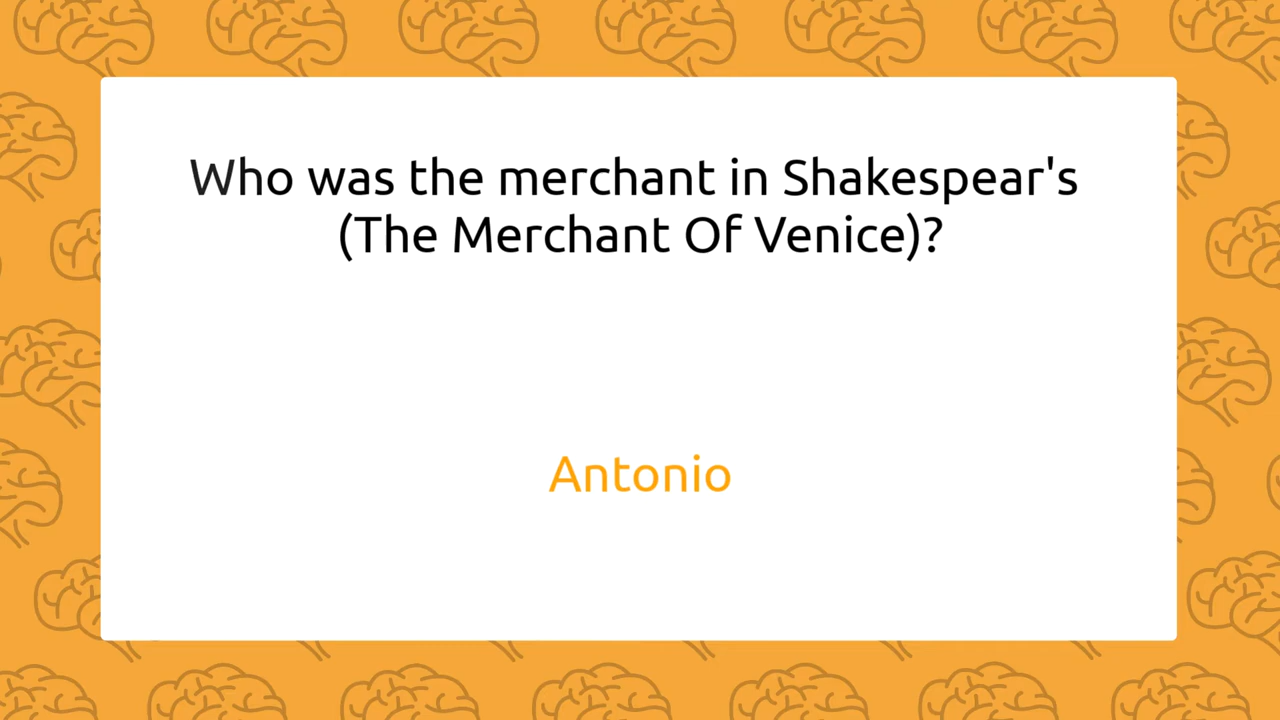 Who was the merchant in Shakespear's
(The Merchant Of Venice)?
Antonio